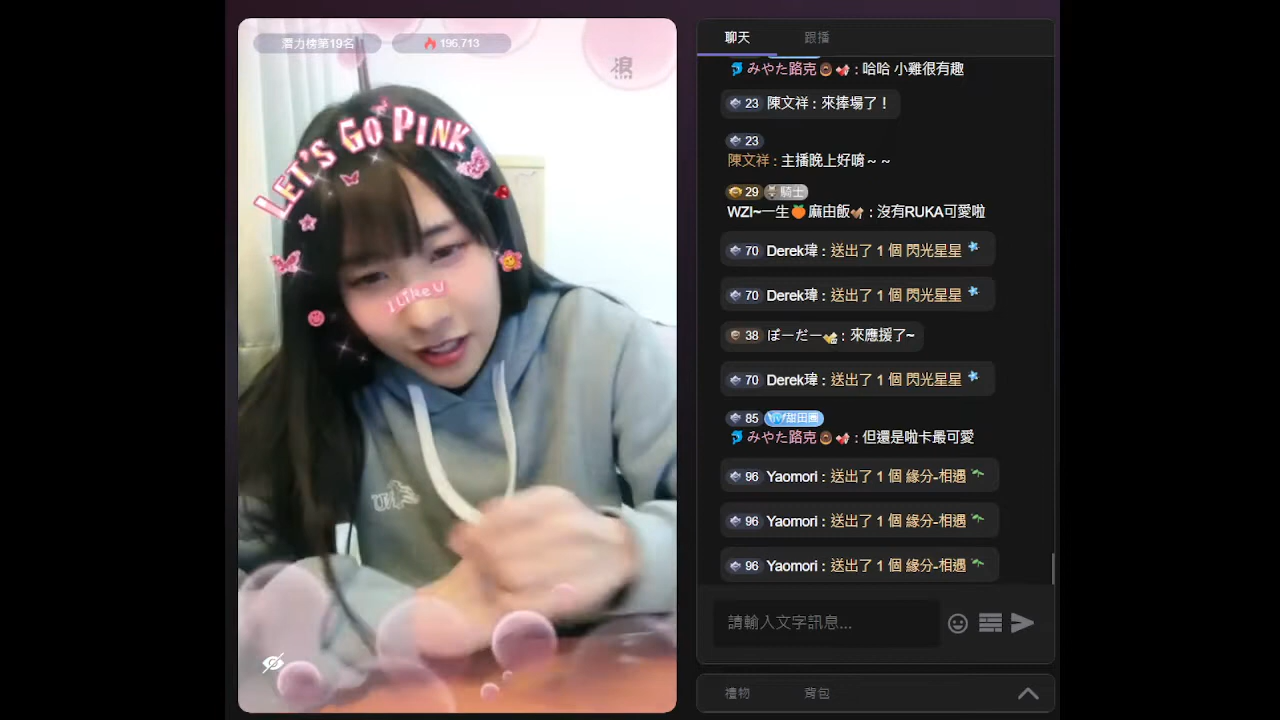 潛力榜第19名
196,713
浪
LIVE
LET'S GO PINK
I LIKE U
聊天
跟播
みやた路克 : 哈哈 小雞很有趣
23 陳文祥 : 來捧場了！
23
陳文祥 : 主播晚上好唷~ ~
29 騎士
WZI~一生 麻由飯 : 沒有RUKA可愛啦
70 Derek瑋 : 送出了 1 個 閃光星星
70 Derek瑋 : 送出了 1 個 閃光星星
38 ぽーだー : 來應援了~
70 Derek瑋 : 送出了 1 個 閃光星星
85 甜田圈
みやた路克 : 但還是啦卡最可愛
96 Yaomori : 送出了 1 個 緣分-相遇
96 Yaomori : 送出了 1 個 緣分-相遇
96 Yaomori : 送出了 1 個 緣分-相遇
請輸入文字訊息...
禮物
背包